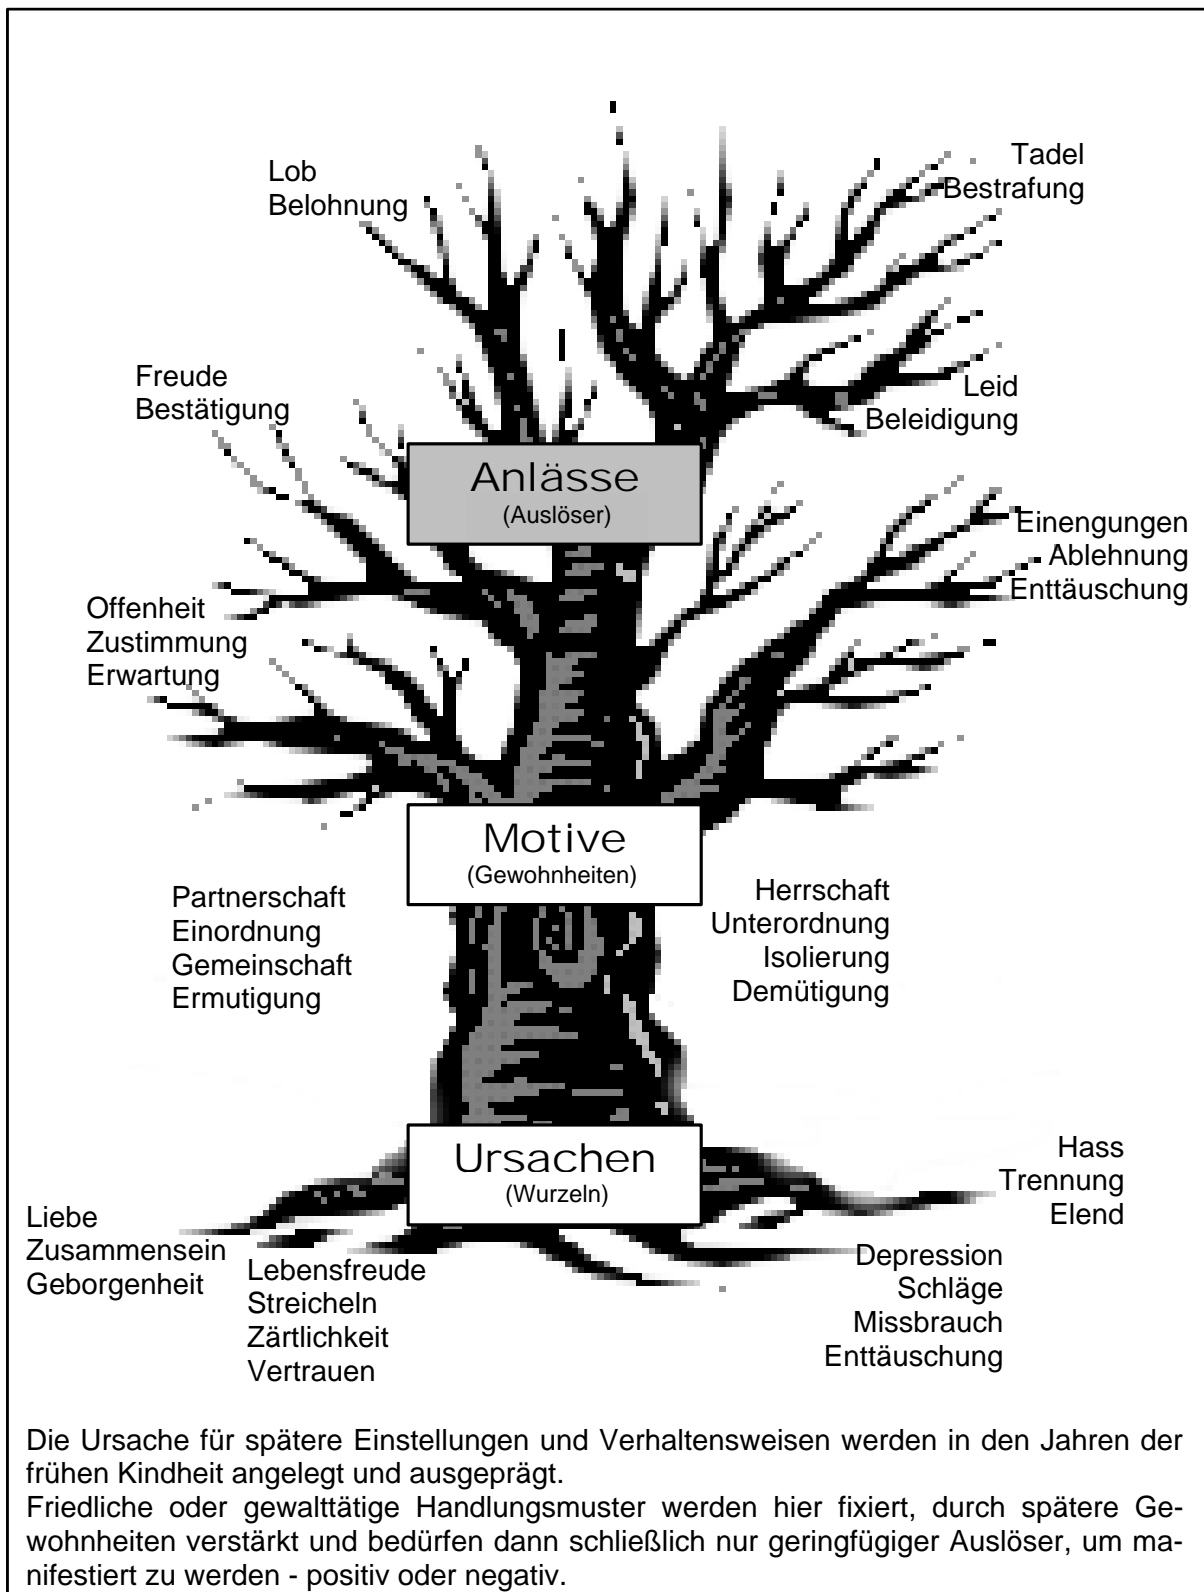 Lob
Belohnung
Tadel
Bestrafung
Freude
Bestätigung
Leid
Beleidigung
Anlässe
(Auslöser)
Einengungen
Ablehnung
Enttäuschung
Offenheit
Zustimmung
Erwartung
Motive
(Gewohnheiten)
Partnerschaft
Einordnung
Gemeinschaft
Ermutigung
Herrschaft
Unterordnung
Isolierung
Demütigung
Ursachen
(Wurzeln)
Hass
Trennung
Elend
Liebe
Zusammensein
Geborgenheit
Lebensfreude
Streicheln
Zärtlichkeit
Vertrauen
Depression
Schläge
Missbrauch
Enttäuschung
Die Ursache für spätere Einstellungen und Verhaltensweisen werden in den Jahren der
frühen Kindheit angelegt und ausgeprägt.
Friedliche oder gewalttätige Handlungsmuster werden hier fixiert, durch spätere Ge-
wohnheiten verstärkt und bedürfen dann schließlich nur geringfügiger Auslöser, um ma-
nifestiert zu werden - positiv oder negativ.